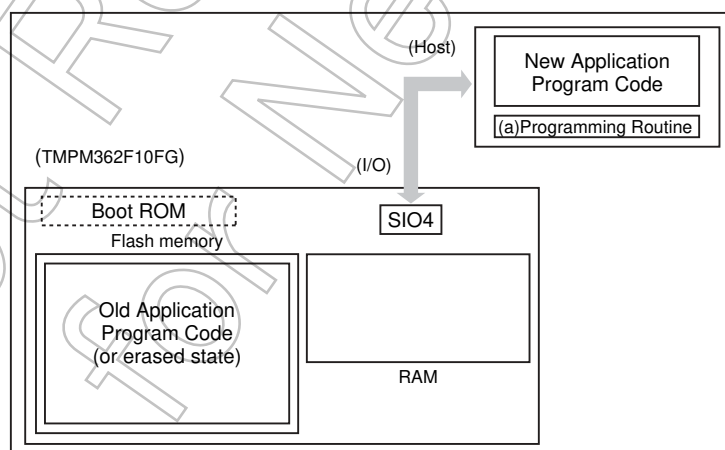 (Host)
New Application
Program Code
(a)Programming Routine
(TMPM362F10FG)
(I/O)
Boot ROM
SIO4
Flash memory
Old Application
Program Code
(or erased state)
RAM